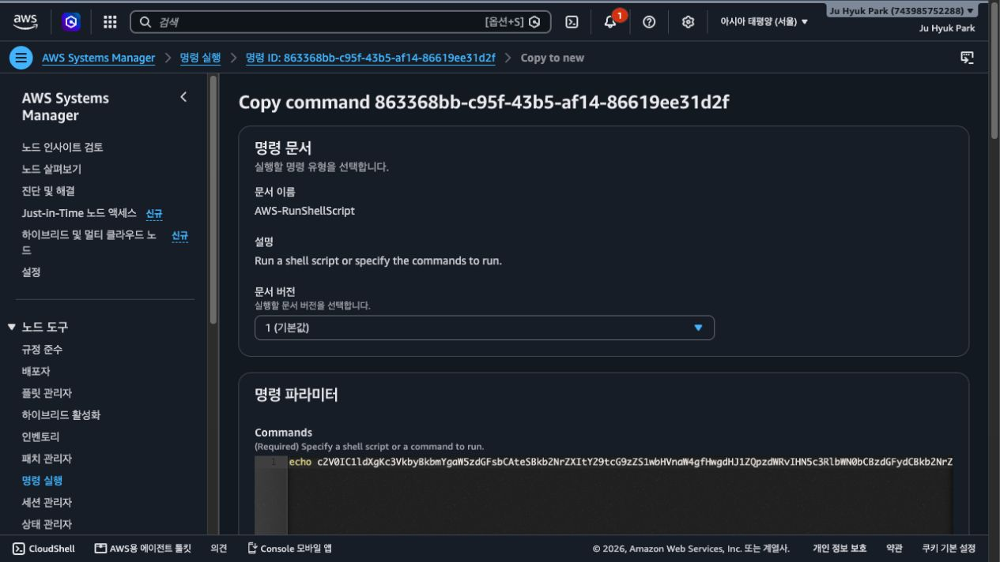 aws
검색
[옵션+S]
1
아시아 태평양 (서울) ▼
Ju Hyuk Park (743985752288) ▼
Ju Hyuk Park
AWS Systems Manager > 명령 실행 > 명령 ID: 863368bb-c95f-43b5-af14-86619ee31d2f > Copy to new
AWS Systems
Manager
노드 인사이트 검토
노드 살펴보기
진단 및 해결
Just-in-Time 노드 액세스 신규
하이브리드 및 멀티 클라우드 노 신규
드
설정
▼ 노드 도구
규정 준수
배포자
플릿 관리자
하이브리드 활성화
인벤토리
패치 관리자
명령 실행
세션 관리자
상태 관리자
Copy command 863368bb-c95f-43b5-af14-86619ee31d2f
명령 문서
실행할 명령 유형을 선택합니다.
문서 이름
AWS-RunShellScript
설명
Run a shell script or specify the commands to run.
문서 버전
실행할 문서 버전을 선택합니다.
1 (기본값)
명령 파라미터
Commands
(Required) Specify a shell script or a command to run.
1 echo c2V0IC1ldXgKc3VkbyBkbmYgaW5zdGFsbCAteSBkb2NrZXItY29tcG9zZS1wbHVnaW4gfHwgdHJ1ZQpzdWRvIHN5c3RlbWN0bCBzdGFydCBkb2NrZ
CloudShell
AWS용 에이전트 툴킷
의견
Console 모바일 앱
© 2026, Amazon Web Services, Inc. 또는 계열사.
개인 정보 보호
약관
쿠키 기본 설정